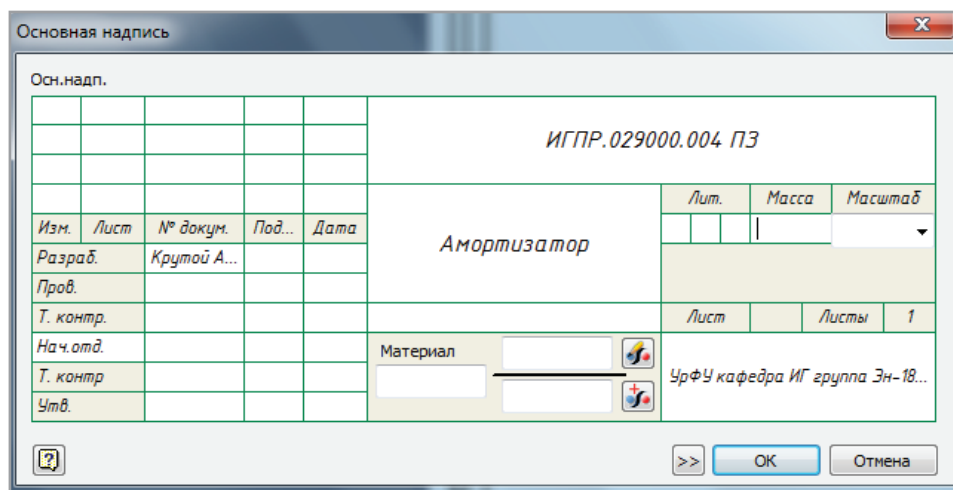 Основная надпись
Осн.надп.
ИГПР.029000.004 ПЗ
Лит. Масса Масштаб
Изм. Лист № докум. Под... Дата
Амортизатор
Разраб. Крутой А...
Пров.
Т. контр. Лист Листы 1
Нач.отд.
Материал
Т. контр
УрФУ кафедра ИГ группа Эн-18...
Утв.
>> ОК Отмена